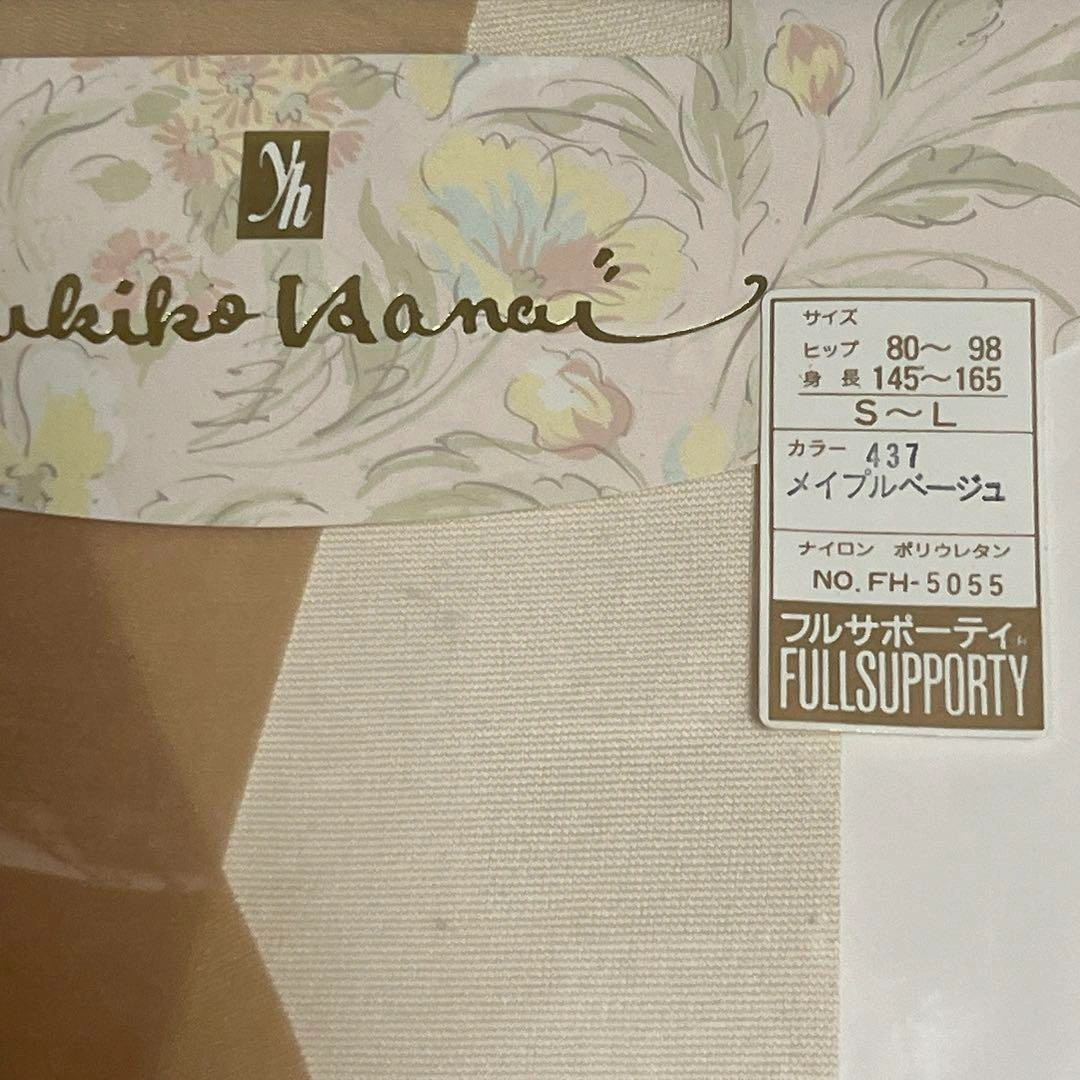 yh
ukiko Hanai
サイズ
ヒップ 80～ 98
身 長 145～165
S～L
カラー 437
メイプルベージュ
ナイロン ポリウレタン
NO. FH-5055
フルサポーティ
FULLSUPPORTY